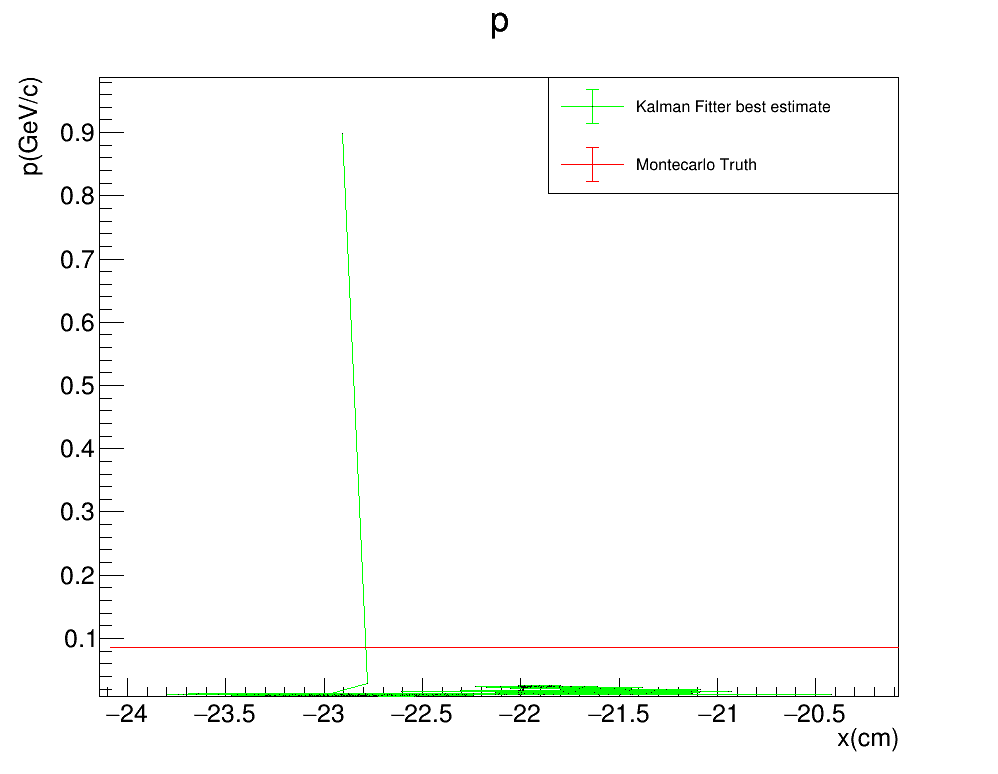 p
p(GeV/c)
Kalman Fitter best estimate
Montecarlo Truth
0.9
0.8
0.7
0.6
0.5
0.4
0.3
0.2
0.1
−24 −23.5 −23 −22.5 −22 −21.5 −21 −20.5
x(cm)